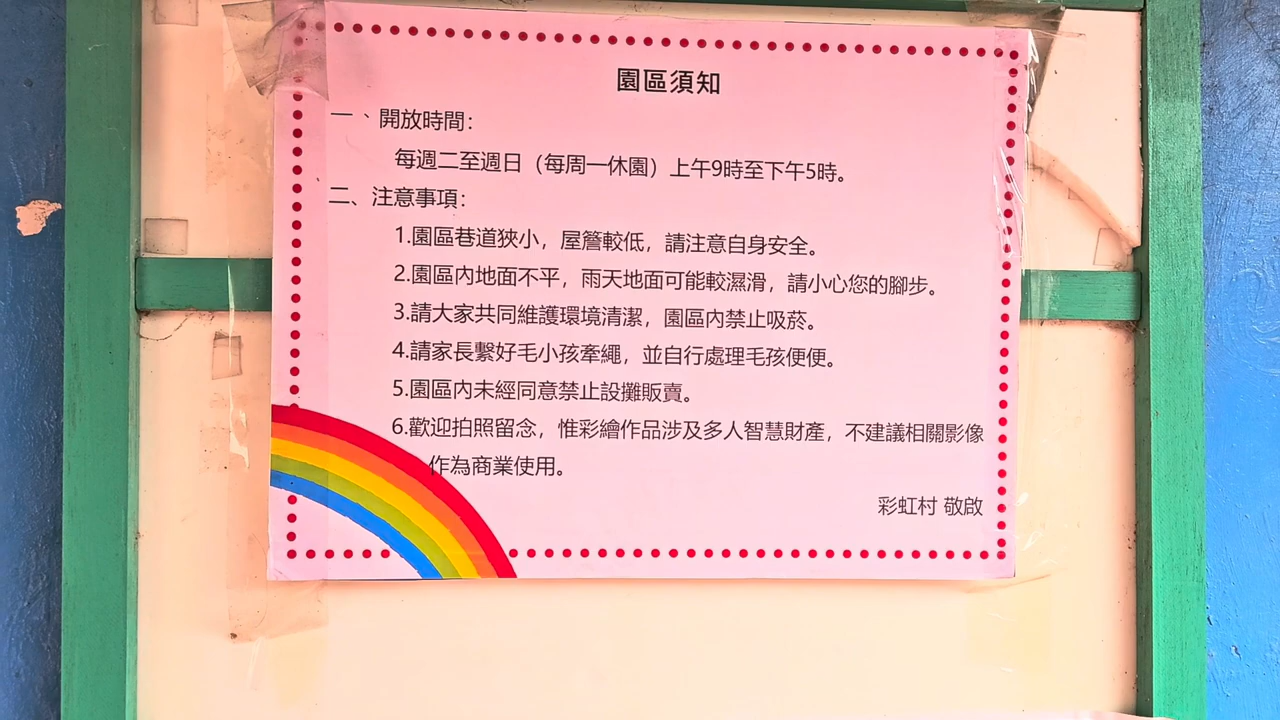 園區須知
一、開放時間：
每週二至週日（每周一休園）上午9時至下午5時。
二、注意事項：
1.園區巷道狹小，屋簷較低，請注意自身安全。
2.園區內地面不平，雨天地面可能較濕滑，請小心您的腳步。
3.請大家共同維護環境清潔，園區內禁止吸菸。
4.請家長繫好毛小孩牽繩，並自行處理毛孩便便。
5.園區內未經同意禁止設攤販賣。
6.歡迎拍照留念，惟彩繪作品涉及多人智慧財產，不建議相關影像
作為商業使用。
彩虹村 敬啟